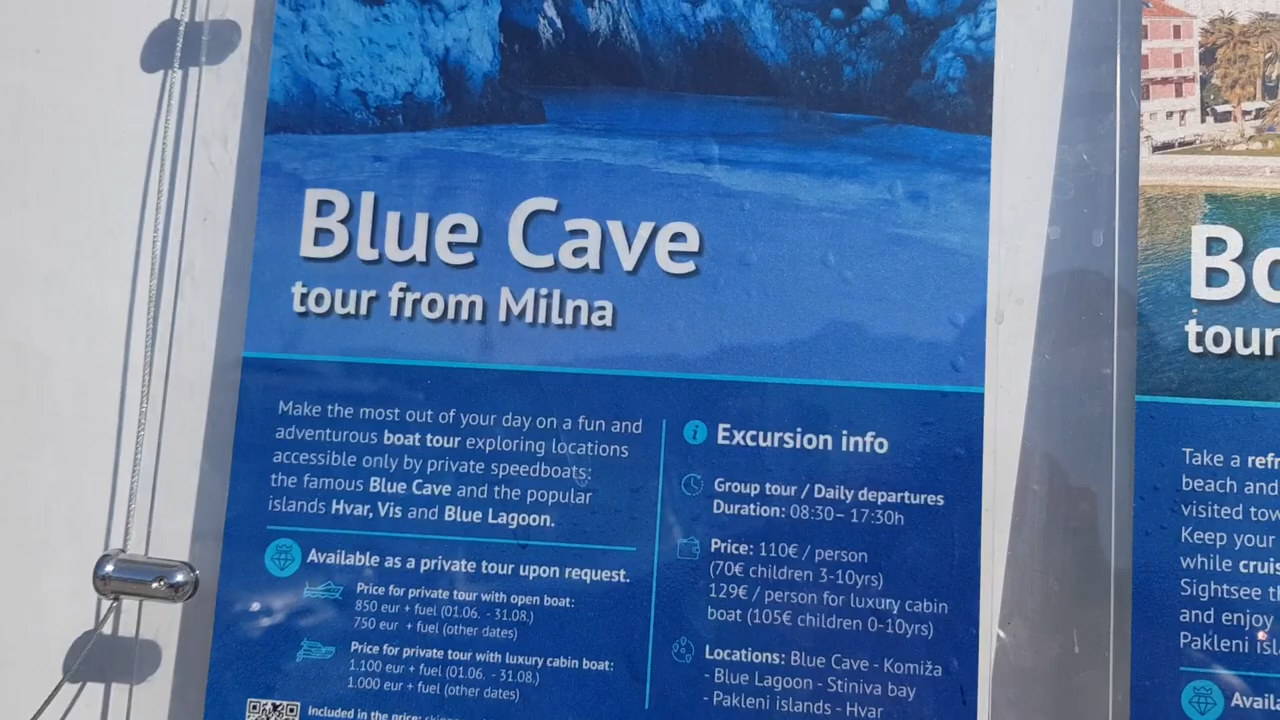 Blue Cave
tour from Milna
Make the most out of your day on a fun and
adventurous boat tour exploring locations
accessible only by private speedboats:
the famous Blue Cave and the popular
islands Hvar, Vis and Blue Lagoon.
Available as a private tour upon request.
Price for private tour with open boat:
850 eur + fuel (01.06. - 31.08.)
750 eur + fuel (other dates)
Price for private tour with luxury cabin boat:
1.100 eur + fuel (01.06. - 31.08.)
1.000 eur + fuel (other dates)
Included in the price:
Excursion info
Group tour / Daily departures
Duration: 08:30– 17:30h
Price: 110€ / person
(70€ children 3-10yrs)
129€ / person for luxury cabin
boat (105€ children 0-10yrs)
Locations: Blue Cave - Komiža
- Blue Lagoon - Stiniva bay
- Pakleni islands - Hvar
Bo
tour
Take a refr
beach and
visited tow
Keep your
while cruis
Sightsee th
and enjoy
Pakleni isl
Availa